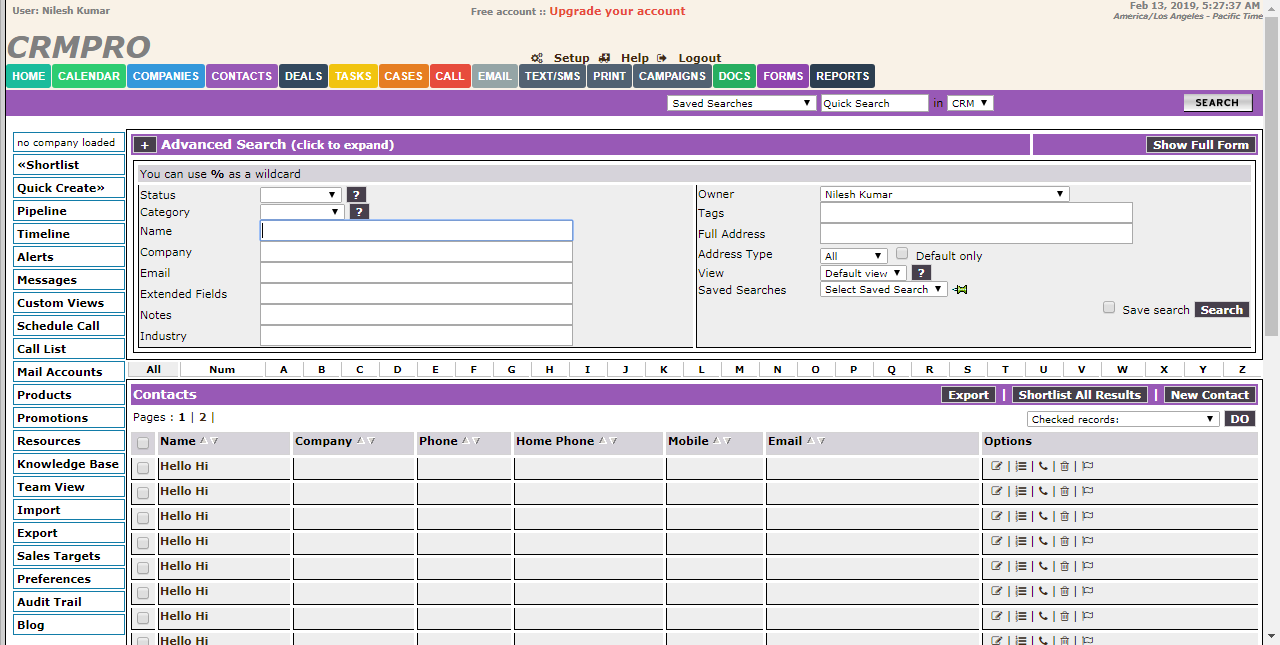 User: Nilesh Kumar
Free account :: Upgrade your account
Feb 13, 2019, 5:27:37 AM
America/Los Angeles - Pacific Time
CRMPRO
Setup Help Logout
HOME CALENDAR COMPANIES CONTACTS DEALS TASKS CASES CALL EMAIL TEXT/SMS PRINT CAMPAIGNS DOCS FORMS REPORTS
Saved Searches Quick Search in CRM SEARCH
no company loaded
«Shortlist
Quick Create»
Pipeline
Timeline
Alerts
Messages
Custom Views
Schedule Call
Call List
Mail Accounts
Products
Promotions
Resources
Knowledge Base
Team View
Import
Export
Sales Targets
Preferences
Audit Trail
Blog
+ Advanced Search (click to expand) Show Full Form
You can use % as a wildcard
Status ?
Category ?
Name
Company
Email
Extended Fields
Notes
Industry
Owner Nilesh Kumar
Tags
Full Address
Address Type All Default only
View Default view ?
Saved Searches Select Saved Search
Save search Search
All Num A B C D E F G H I J K L M N O P Q R S T U V W X Y Z
Contacts Export | Shortlist All Results | New Contact
Pages : 1 | 2 |
Checked records: DO
Name Company Phone Home Phone Mobile Email Options
Hello Hi | | | |
Hello Hi | | | |
Hello Hi | | | |
Hello Hi | | | |
Hello Hi | | | |
Hello Hi | | | |
Hello Hi | | | |
Hello Hi | | | |